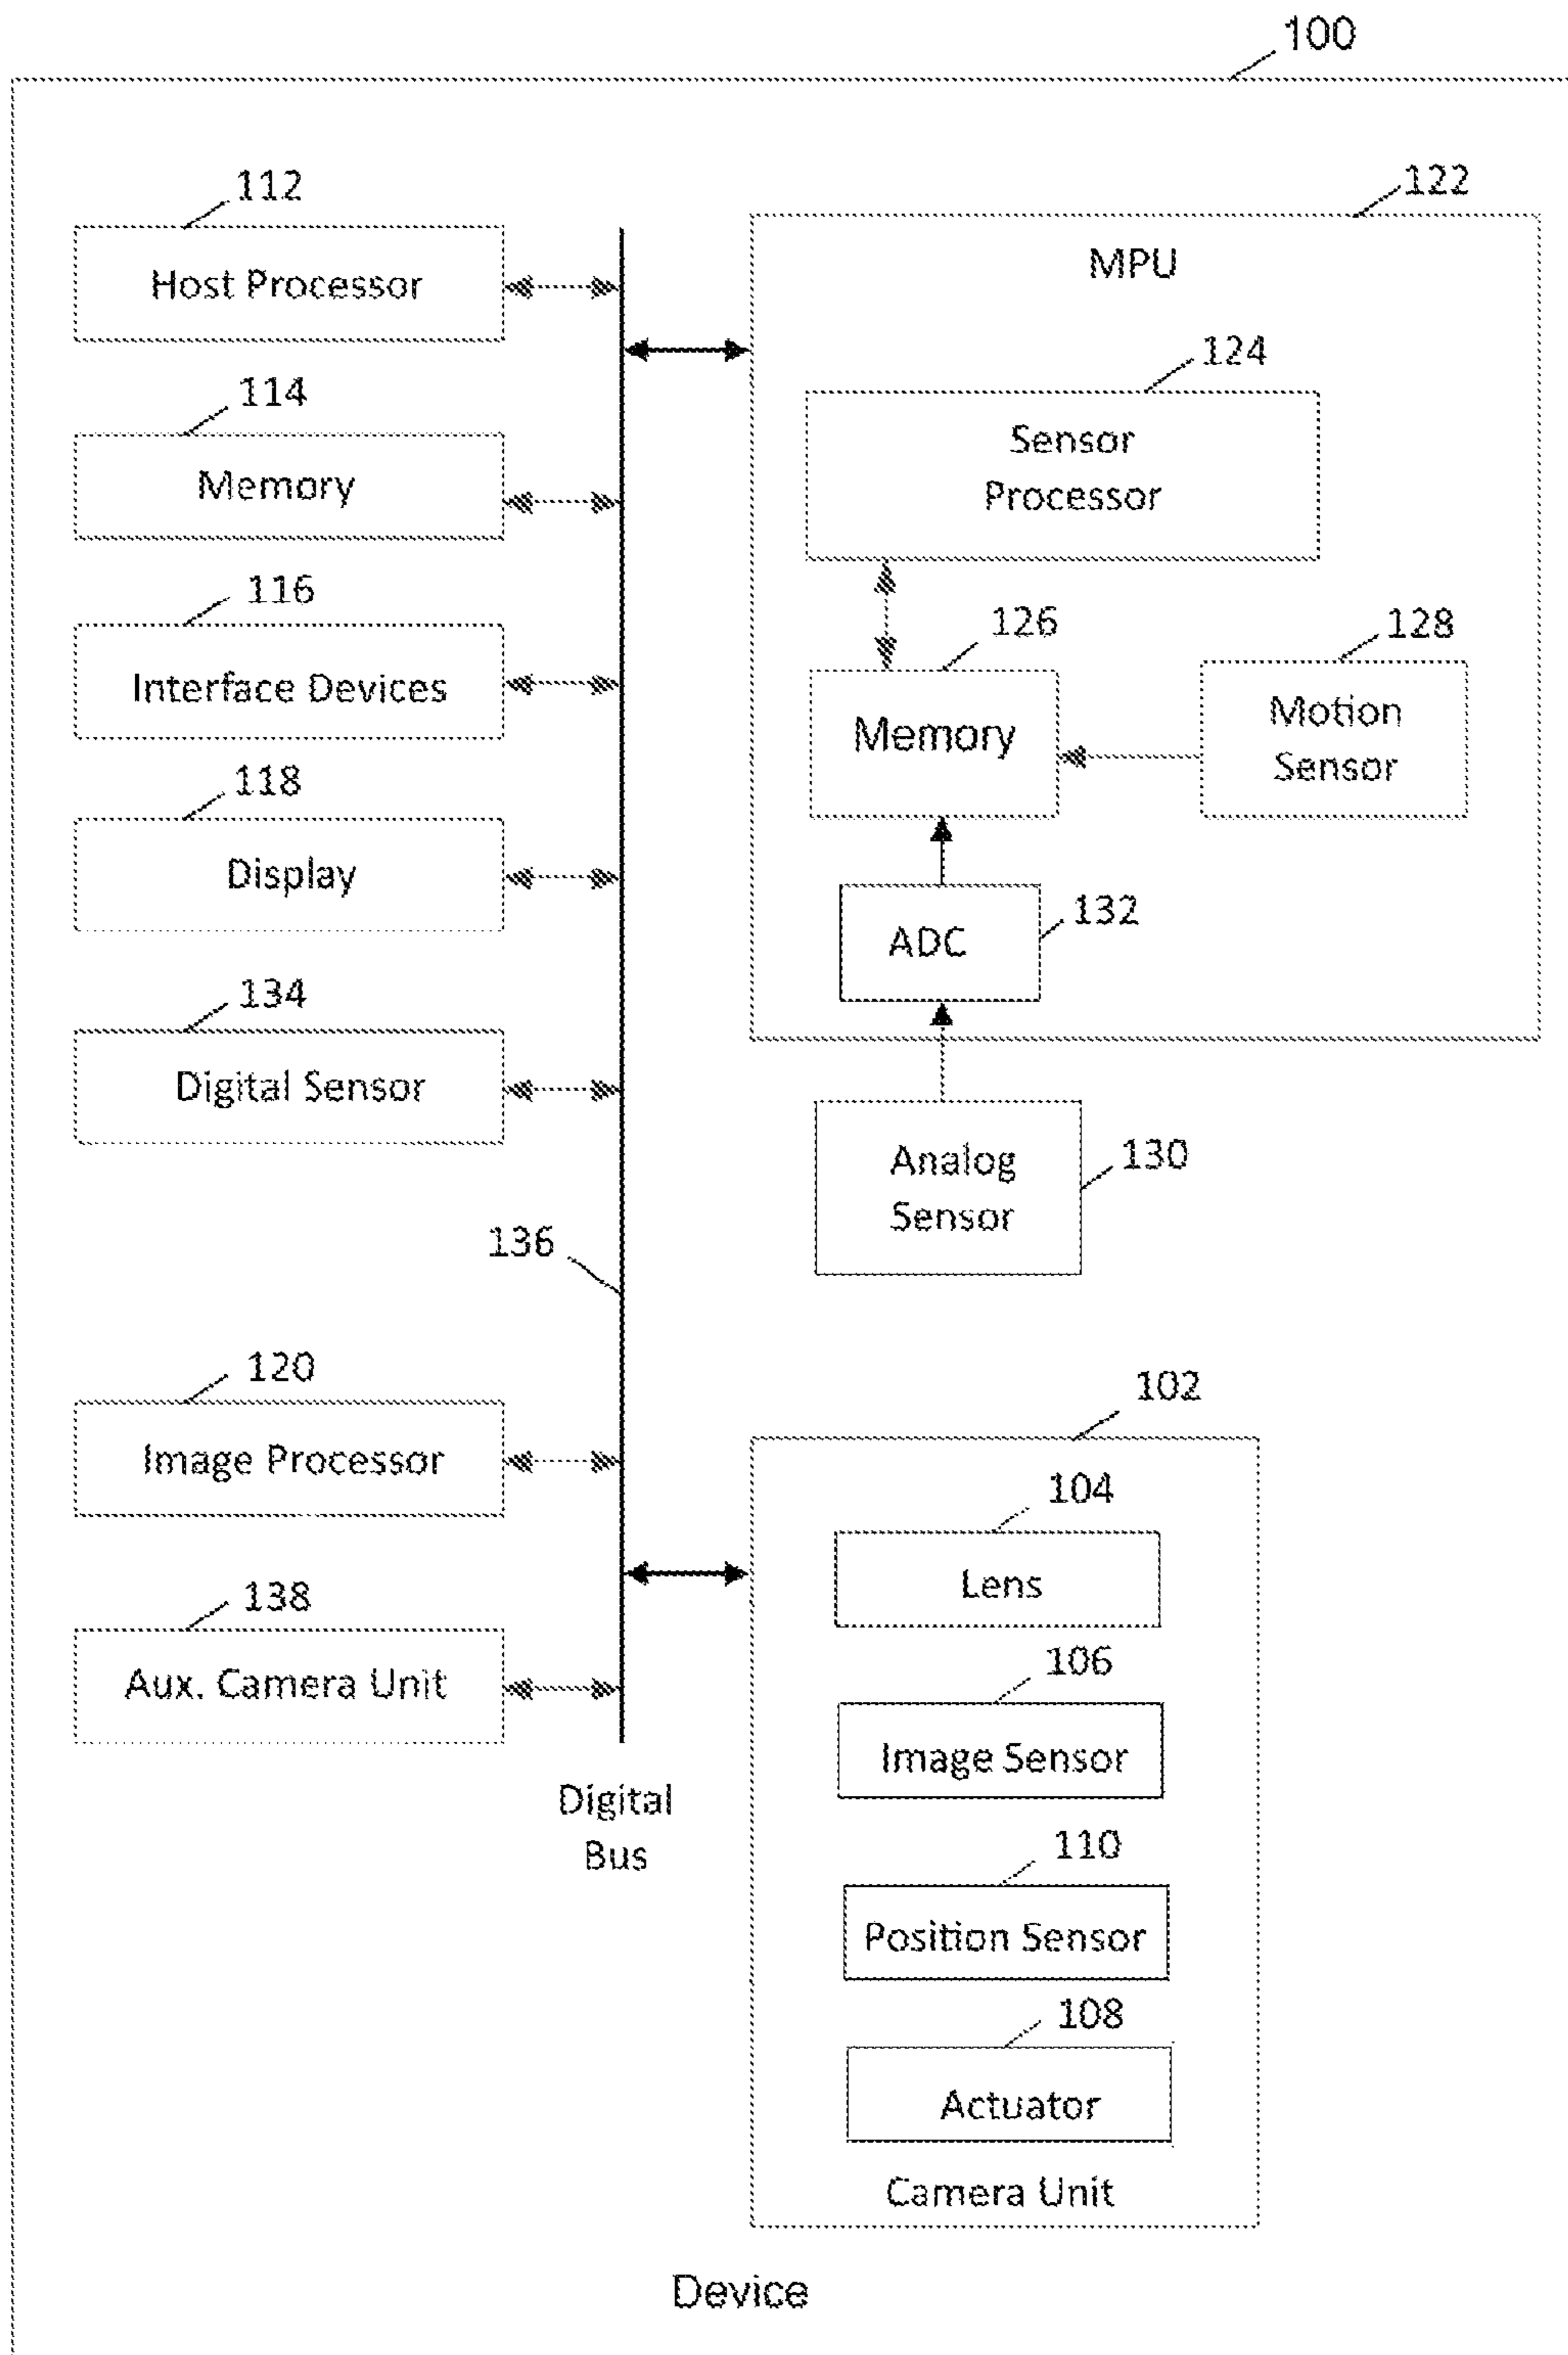 100
112
Host Processor
114
Memory
116
Interface Devices
118
Display
134
Digital Sensor
136
120
Image Processor
138
Aux. Camera Unit
Digital
Bus
122
MPU
124
Sensor
Processor
126
Memory
128
Motion
Sensor
132
ADC
130
Analog
Sensor
102
104
Lens
106
Image Sensor
110
Position Sensor
108
Actuator
Camera Unit
Device